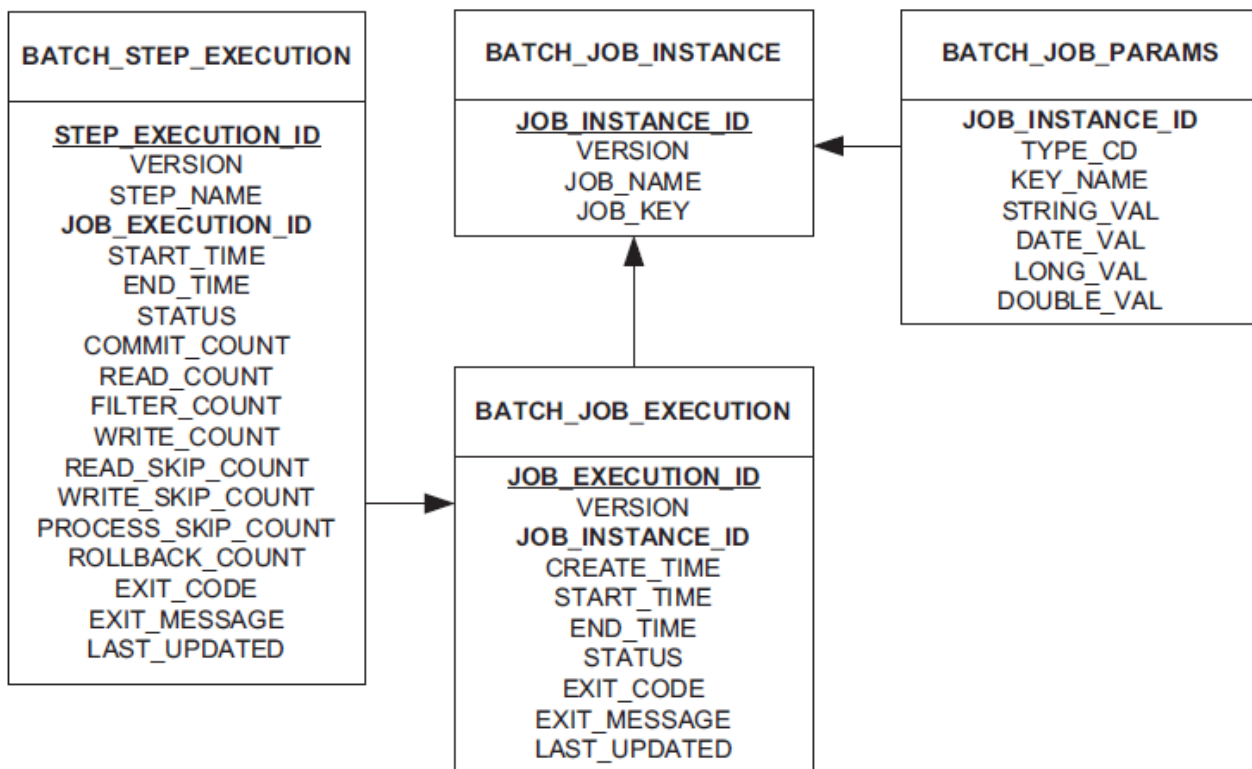 BATCH_STEP_EXECUTION
STEP_EXECUTION_ID
VERSION
STEP_NAME
JOB_EXECUTION_ID
START_TIME
END_TIME
STATUS
COMMIT_COUNT
READ_COUNT
FILTER_COUNT
WRITE_COUNT
READ_SKIP_COUNT
WRITE_SKIP_COUNT
PROCESS_SKIP_COUNT
ROLLBACK_COUNT
EXIT_CODE
EXIT_MESSAGE
LAST_UPDATED
BATCH_JOB_INSTANCE
JOB_INSTANCE_ID
VERSION
JOB_NAME
JOB_KEY
BATCH_JOB_PARAMS
JOB_INSTANCE_ID
TYPE_CD
KEY_NAME
STRING_VAL
DATE_VAL
LONG_VAL
DOUBLE_VAL
BATCH_JOB_EXECUTION
JOB_EXECUTION_ID
VERSION
JOB_INSTANCE_ID
CREATE_TIME
START_TIME
END_TIME
STATUS
EXIT_CODE
EXIT_MESSAGE
LAST_UPDATED